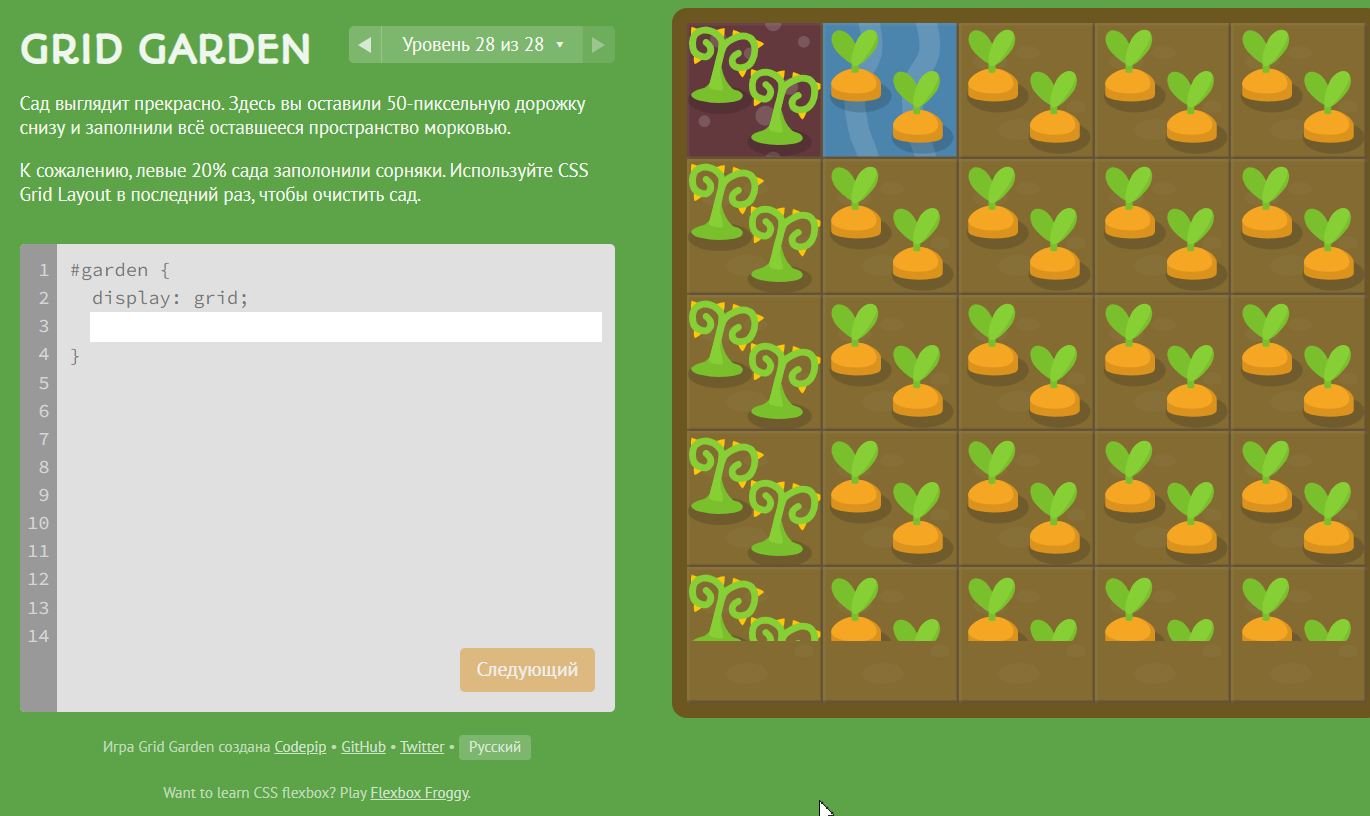 GRID GARDEN
◀ Уровень 28 из 28 ▼ ▶
Сад выглядит прекрасно. Здесь вы оставили 50-пиксельную дорожку
снизу и заполнили всё оставшееся пространство морковью.
К сожалению, левые 20% сада заполонили сорняки. Используйте CSS
Grid Layout в последний раз, чтобы очистить сад.
1 #garden {
2 display: grid;
3
4 }
5
6
7
8
9
10
11
12
13
14
Следующий
Игра Grid Garden создана Codepip • GitHub • Twitter • Русский
Want to learn CSS flexbox? Play Flexbox Froggy.